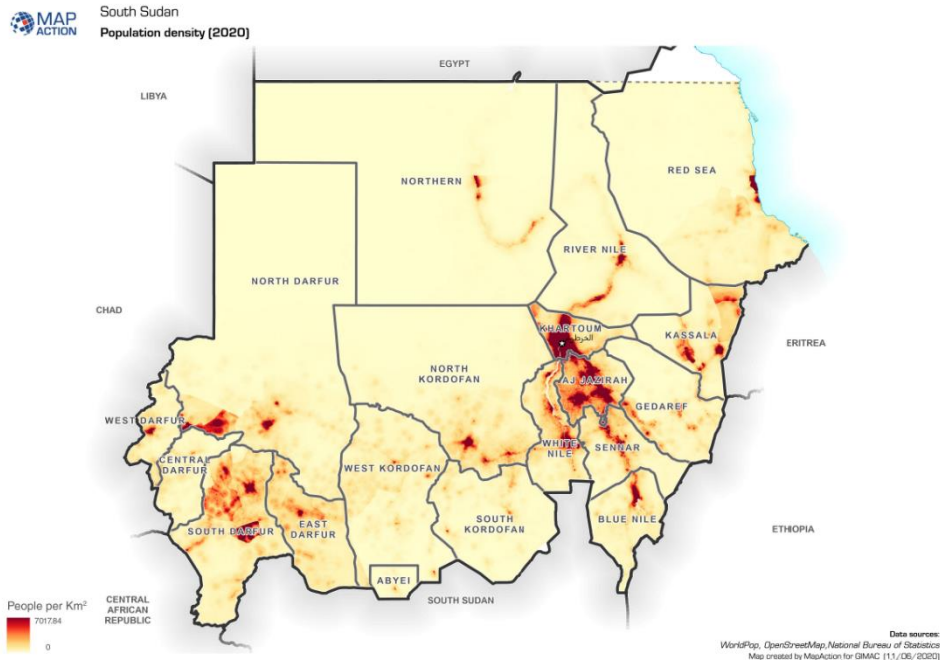 MAP
ACTION
South Sudan
Population density (2020)
EGYPT
LIBYA
RED SEA
NORTHERN
RIVER NILE
NORTH DARFUR
CHAD
KHARTOUM
الخرط
KASSALA
ERITREA
NORTH
KORDOFAN
AJ JAZIRAH
GEDAREF
WEST DARFUR
WHITE
NILE
SENNAR
CENTRAL
DARFUR
WEST KORDOFAN
SOUTH DARFUR
EAST
DARFUR
SOUTH
KORDOFAN
BLUE NILE
ETHIOPIA
ABYEI
SOUTH SUDAN
CENTRAL
AFRICAN
REPUBLIC
People per Km²
7017.84
0
Data sources:
WorldPop, OpenStreetMap,National Bureau of Statistics
Map created by MapAction for GIMAC (11/06/2020)